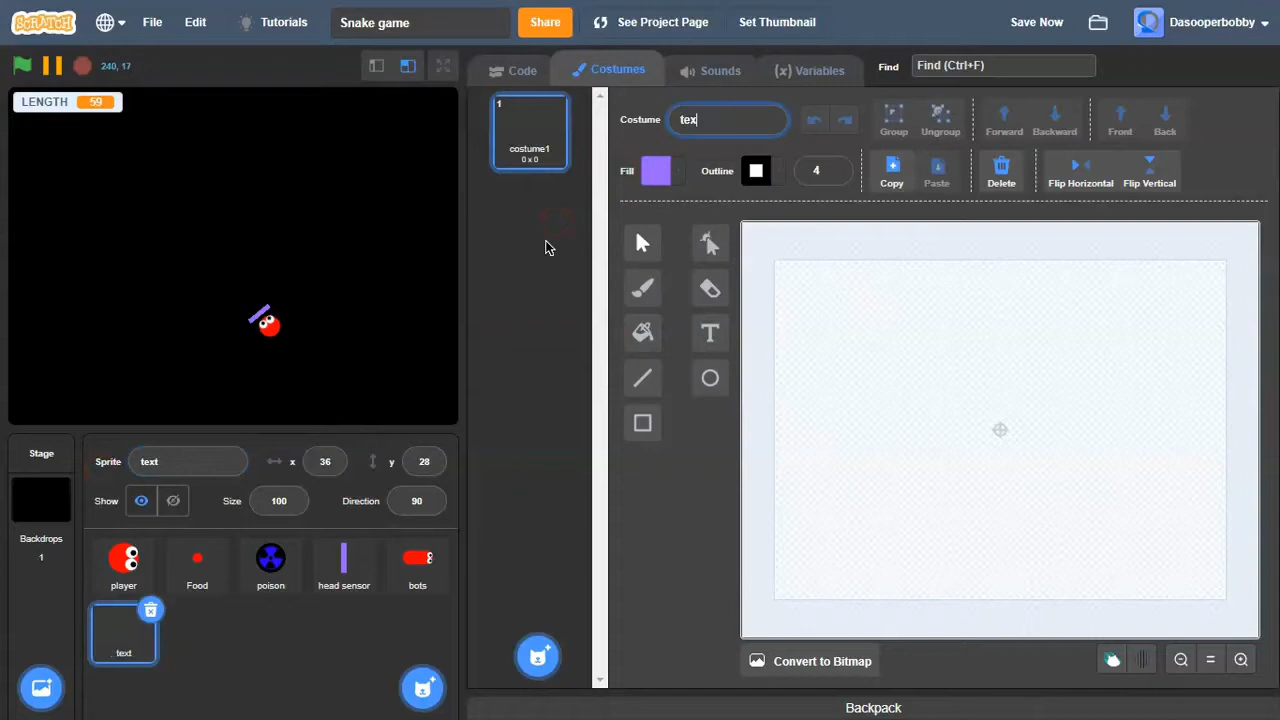 SCRATCH File Edit Tutorials Snake game Share See Project Page Set Thumbnail Save Now Dasooperbobby
240, 17 Code Costumes Sounds (x) Variables Find Find (Ctrl+F)
LENGTH 59
1
costume1
0 x 0
Costume tex Group Ungroup Forward Backward Front Back
Fill Outline 4 Copy Paste Delete Flip Horizontal Flip Vertical
T
Stage
Backdrops
1
Sprite text x 36 y 28
Show Size 100 Direction 90
player Food poison head sensor bots
text
Convert to Bitmap
Backpack